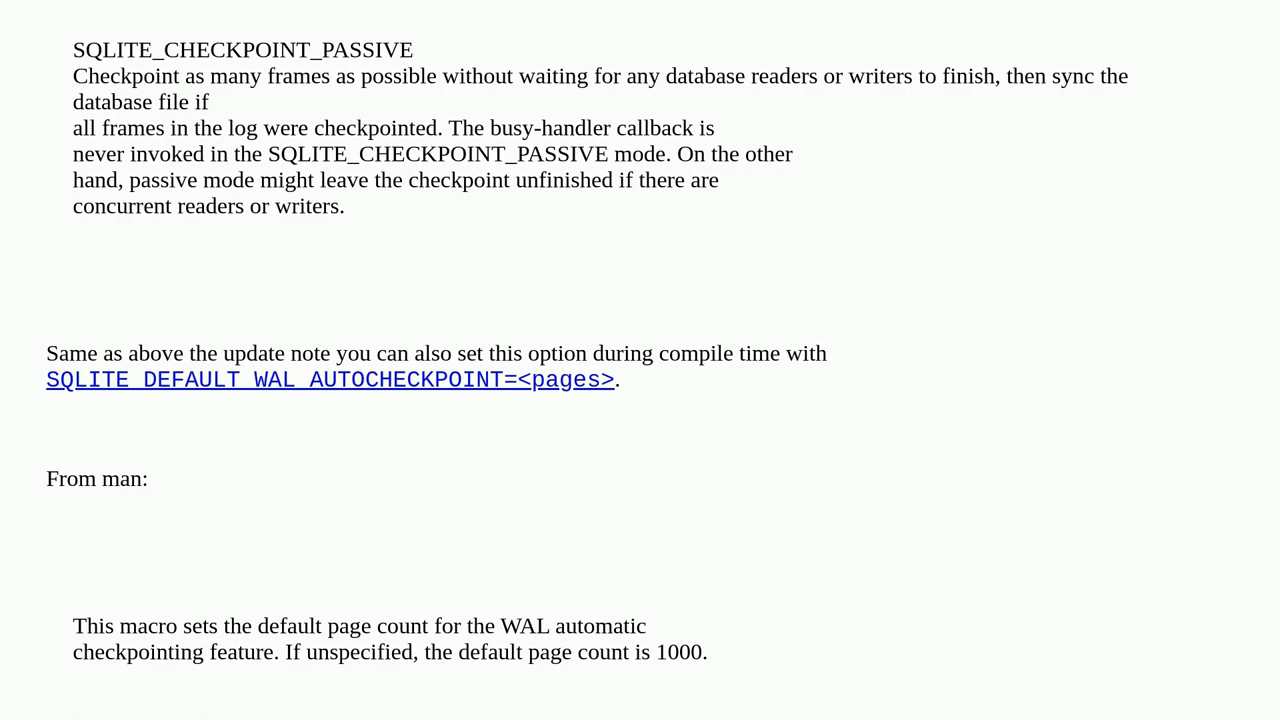 SQLITE_CHECKPOINT_PASSIVE
Checkpoint as many frames as possible without waiting for any database readers or writers to finish, then sync the
database file if
all frames in the log were checkpointed. The busy-handler callback is
never invoked in the SQLITE_CHECKPOINT_PASSIVE mode. On the other
hand, passive mode might leave the checkpoint unfinished if there are
concurrent readers or writers.
Same as above the update note you can also set this option during compile time with
SQLITE_DEFAULT_WAL_AUTOCHECKPOINT=<pages>.
From man:
This macro sets the default page count for the WAL automatic
checkpointing feature. If unspecified, the default page count is 1000.